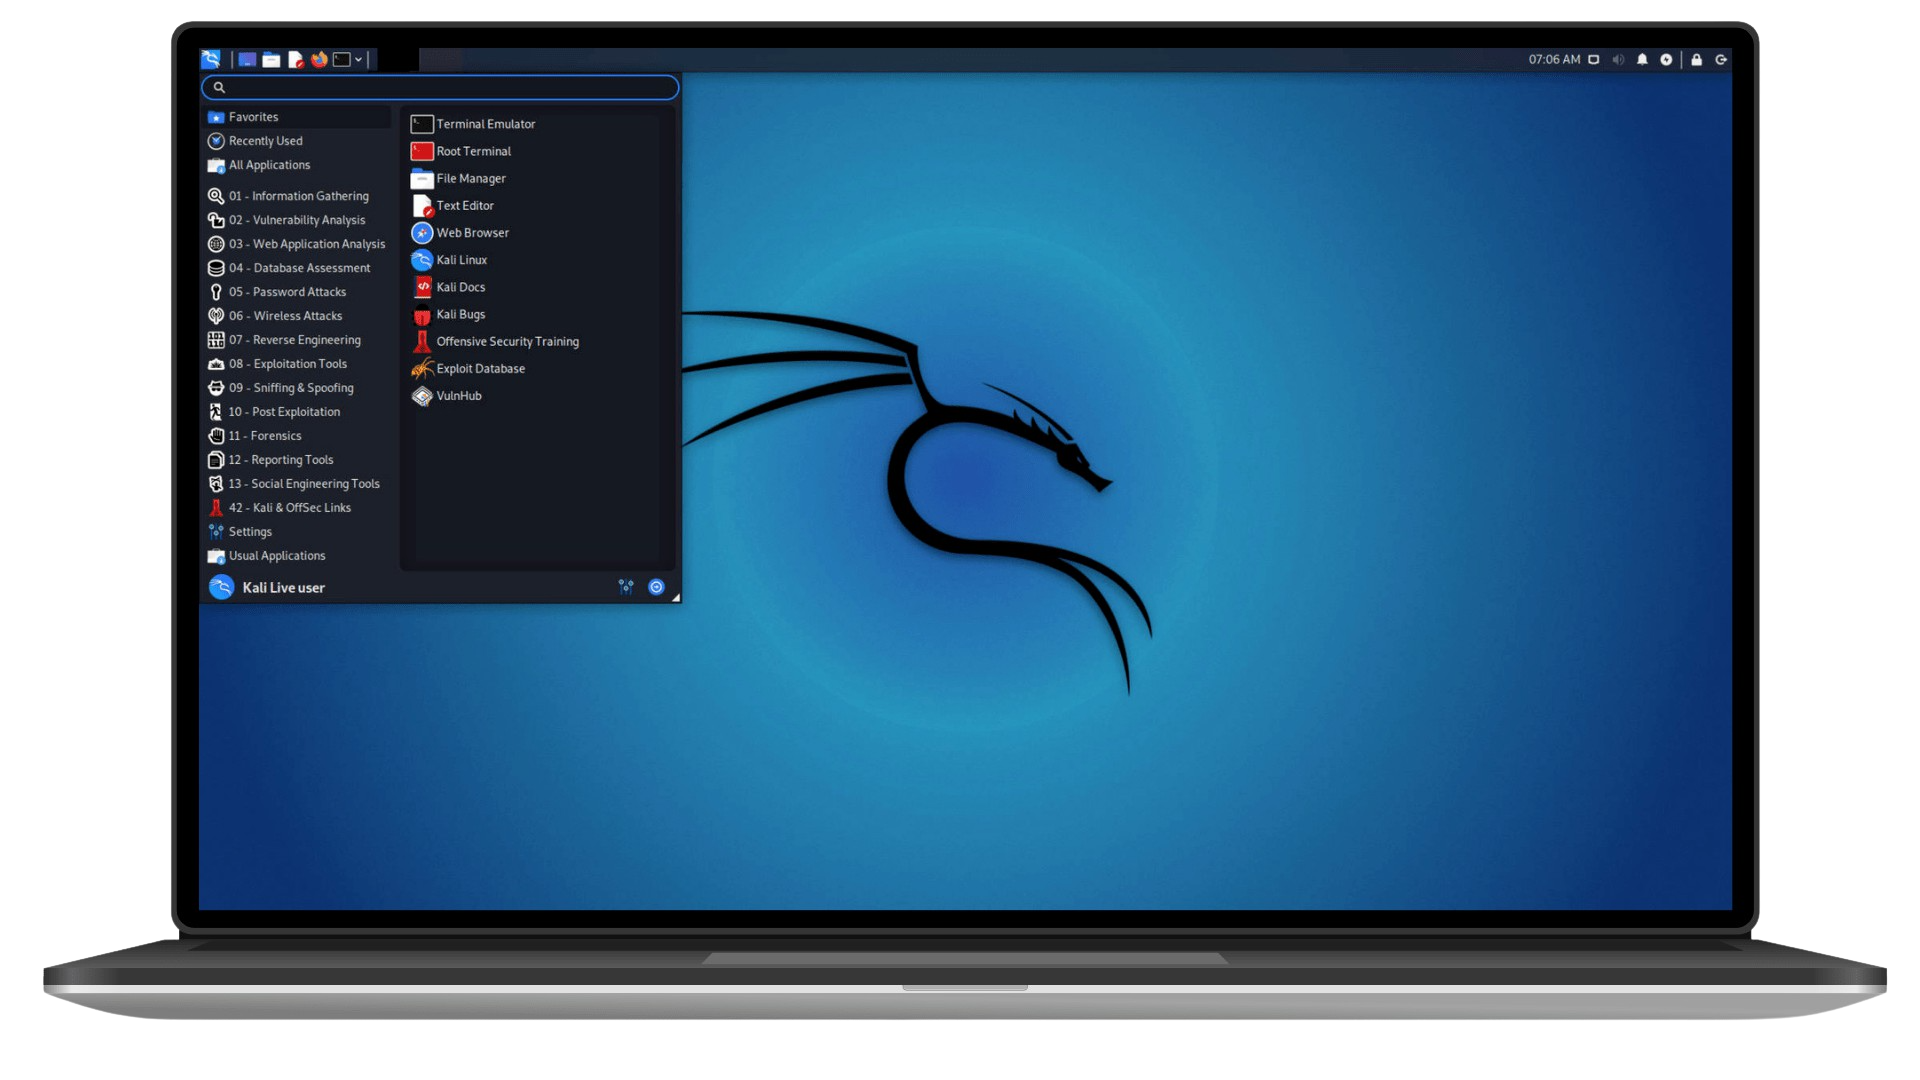 07:06 AM
Favorites
Recently Used
All Applications
01 - Information Gathering
02 - Vulnerability Analysis
03 - Web Application Analysis
04 - Database Assessment
05 - Password Attacks
06 - Wireless Attacks
07 - Reverse Engineering
08 - Exploitation Tools
09 - Sniffing & Spoofing
10 - Post Exploitation
11 - Forensics
12 - Reporting Tools
13 - Social Engineering Tools
42 - Kali & OffSec Links
Settings
Usual Applications
Terminal Emulator
Root Terminal
File Manager
Text Editor
Web Browser
Kali Linux
Kali Docs
Kali Bugs
Offensive Security Training
Exploit Database
VulnHub
Kali Live user